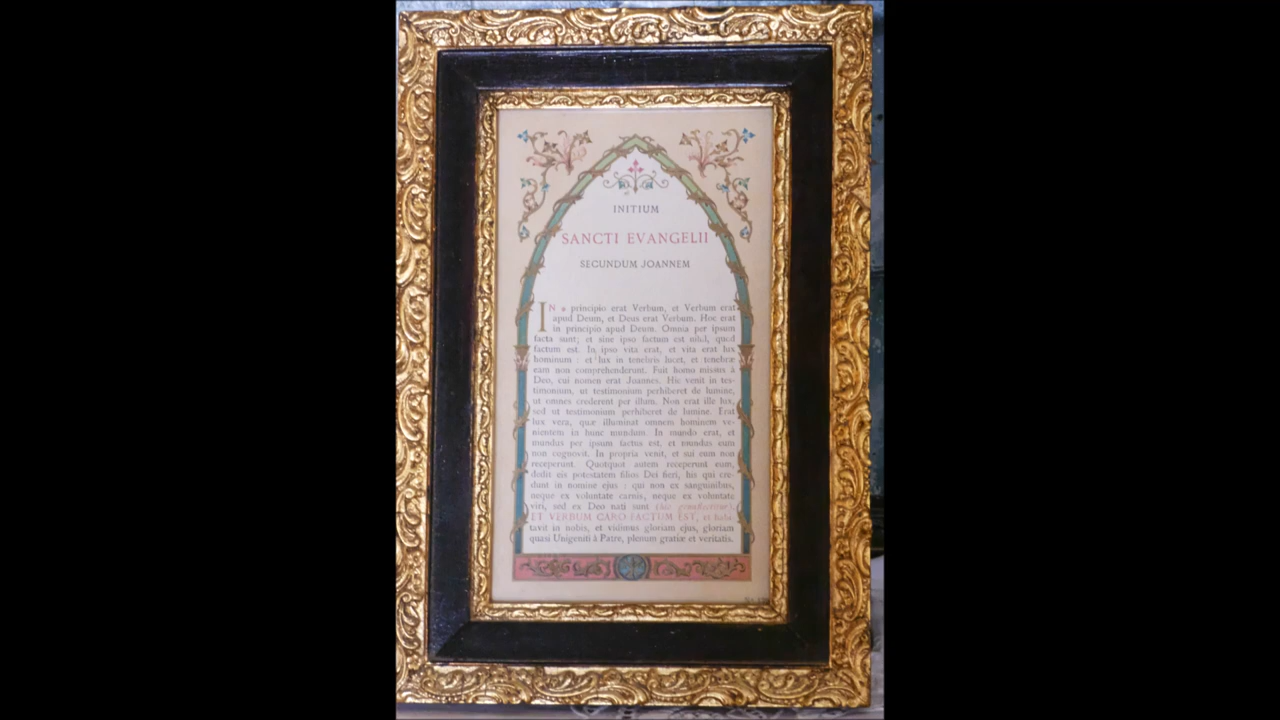 INITIUM
SANCTI EVANGELII
SECUNDUM JOANNEM
IN principio erat Verbum, et Verbum erat
apud Deum, et Deus erat Verbum. Hoc erat
in principio apud Deum. Omnia per ipsum
facta sunt; et sine ipso factum est nihil, quod
factum est. In ipso vita erat, et vita erat lux
hominum : et lux in tenebris lucet, et tenebræ
eam non comprehenderunt. Fuit homo missus à
Deo, cui nomen erat Joannes. Hic venit in tes-
timonium, ut testimonium perhiberet de lumine,
ut omnes crederent per illum. Non erat ille lux,
sed ut testimonium perhiberet de lumine. Erat
lux vera, quæ illuminat omnem hominem ve-
nientem in hunc mundum. In mundo erat, et
mundus per ipsum factus est, et mundus eum
non cognovit. In propria venit, et sui eum non
receperunt. Quotquot autem receperunt eum,
dedit eis potestatem filios Dei fieri, his qui cre-
dunt in nomine ejus : qui non ex sanguinibus,
neque ex voluntate carnis, neque ex voluntate
viri, sed ex Deo nati sunt (hic genuflectitur).
ET VERBUM CARO FACTUM EST, et habi-
tavit in nobis, et vidimus gloriam ejus, gloriam
quasi Unigeniti à Patre, plenum gratiæ et veritatis.